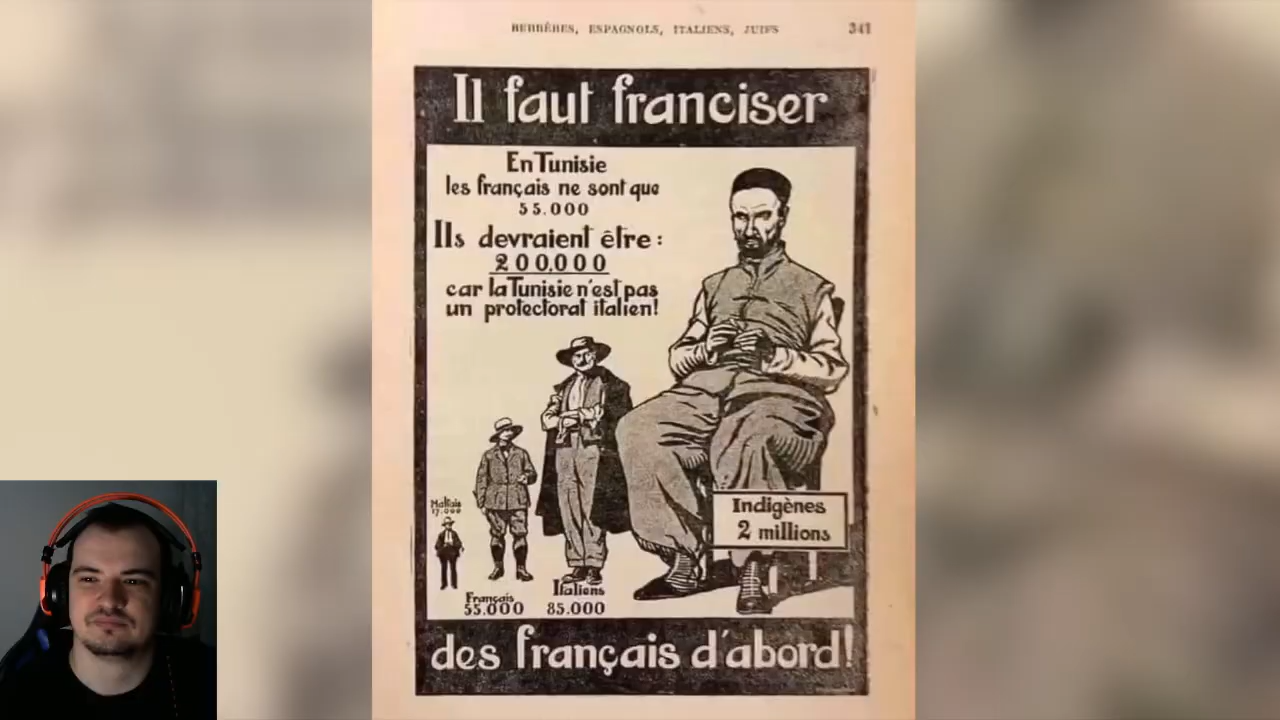 BERBÈRES, ESPAGNOLS, ITALIENS, JUIFS 341
Il faut franciser
En Tunisie
les français ne sont que
55.000
Ils devraient être :
200,000
car la Tunisie n'est pas
un protectorat italien!
Maltais
17.000
Français
55.000
Italiens
85.000
Indigènes
2 millions
des français d'abord!